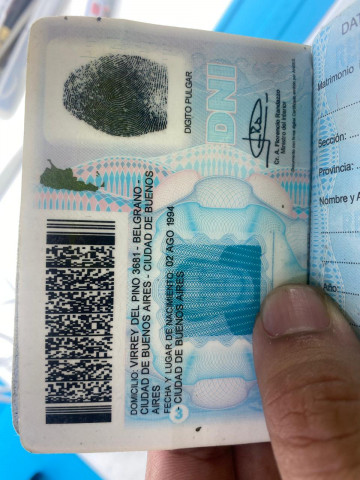 DOMICILIO: VIRREY DEL PINO 3681 - BELGRANO -
CIUDAD DE BUENOS AIRES - CIUDAD DE BUENOS
AIRES
FECHA Y LUGAR DE NACIMIENTO: 02 AGO 1994
- CIUDAD DE BUENOS AIRES
DIGITO PULGAR
DNI
Cr. A. Florencio Randazzo
Ministro del Interior
Matrimonio
Sección:
Provincia:
Nombre y A
Año: